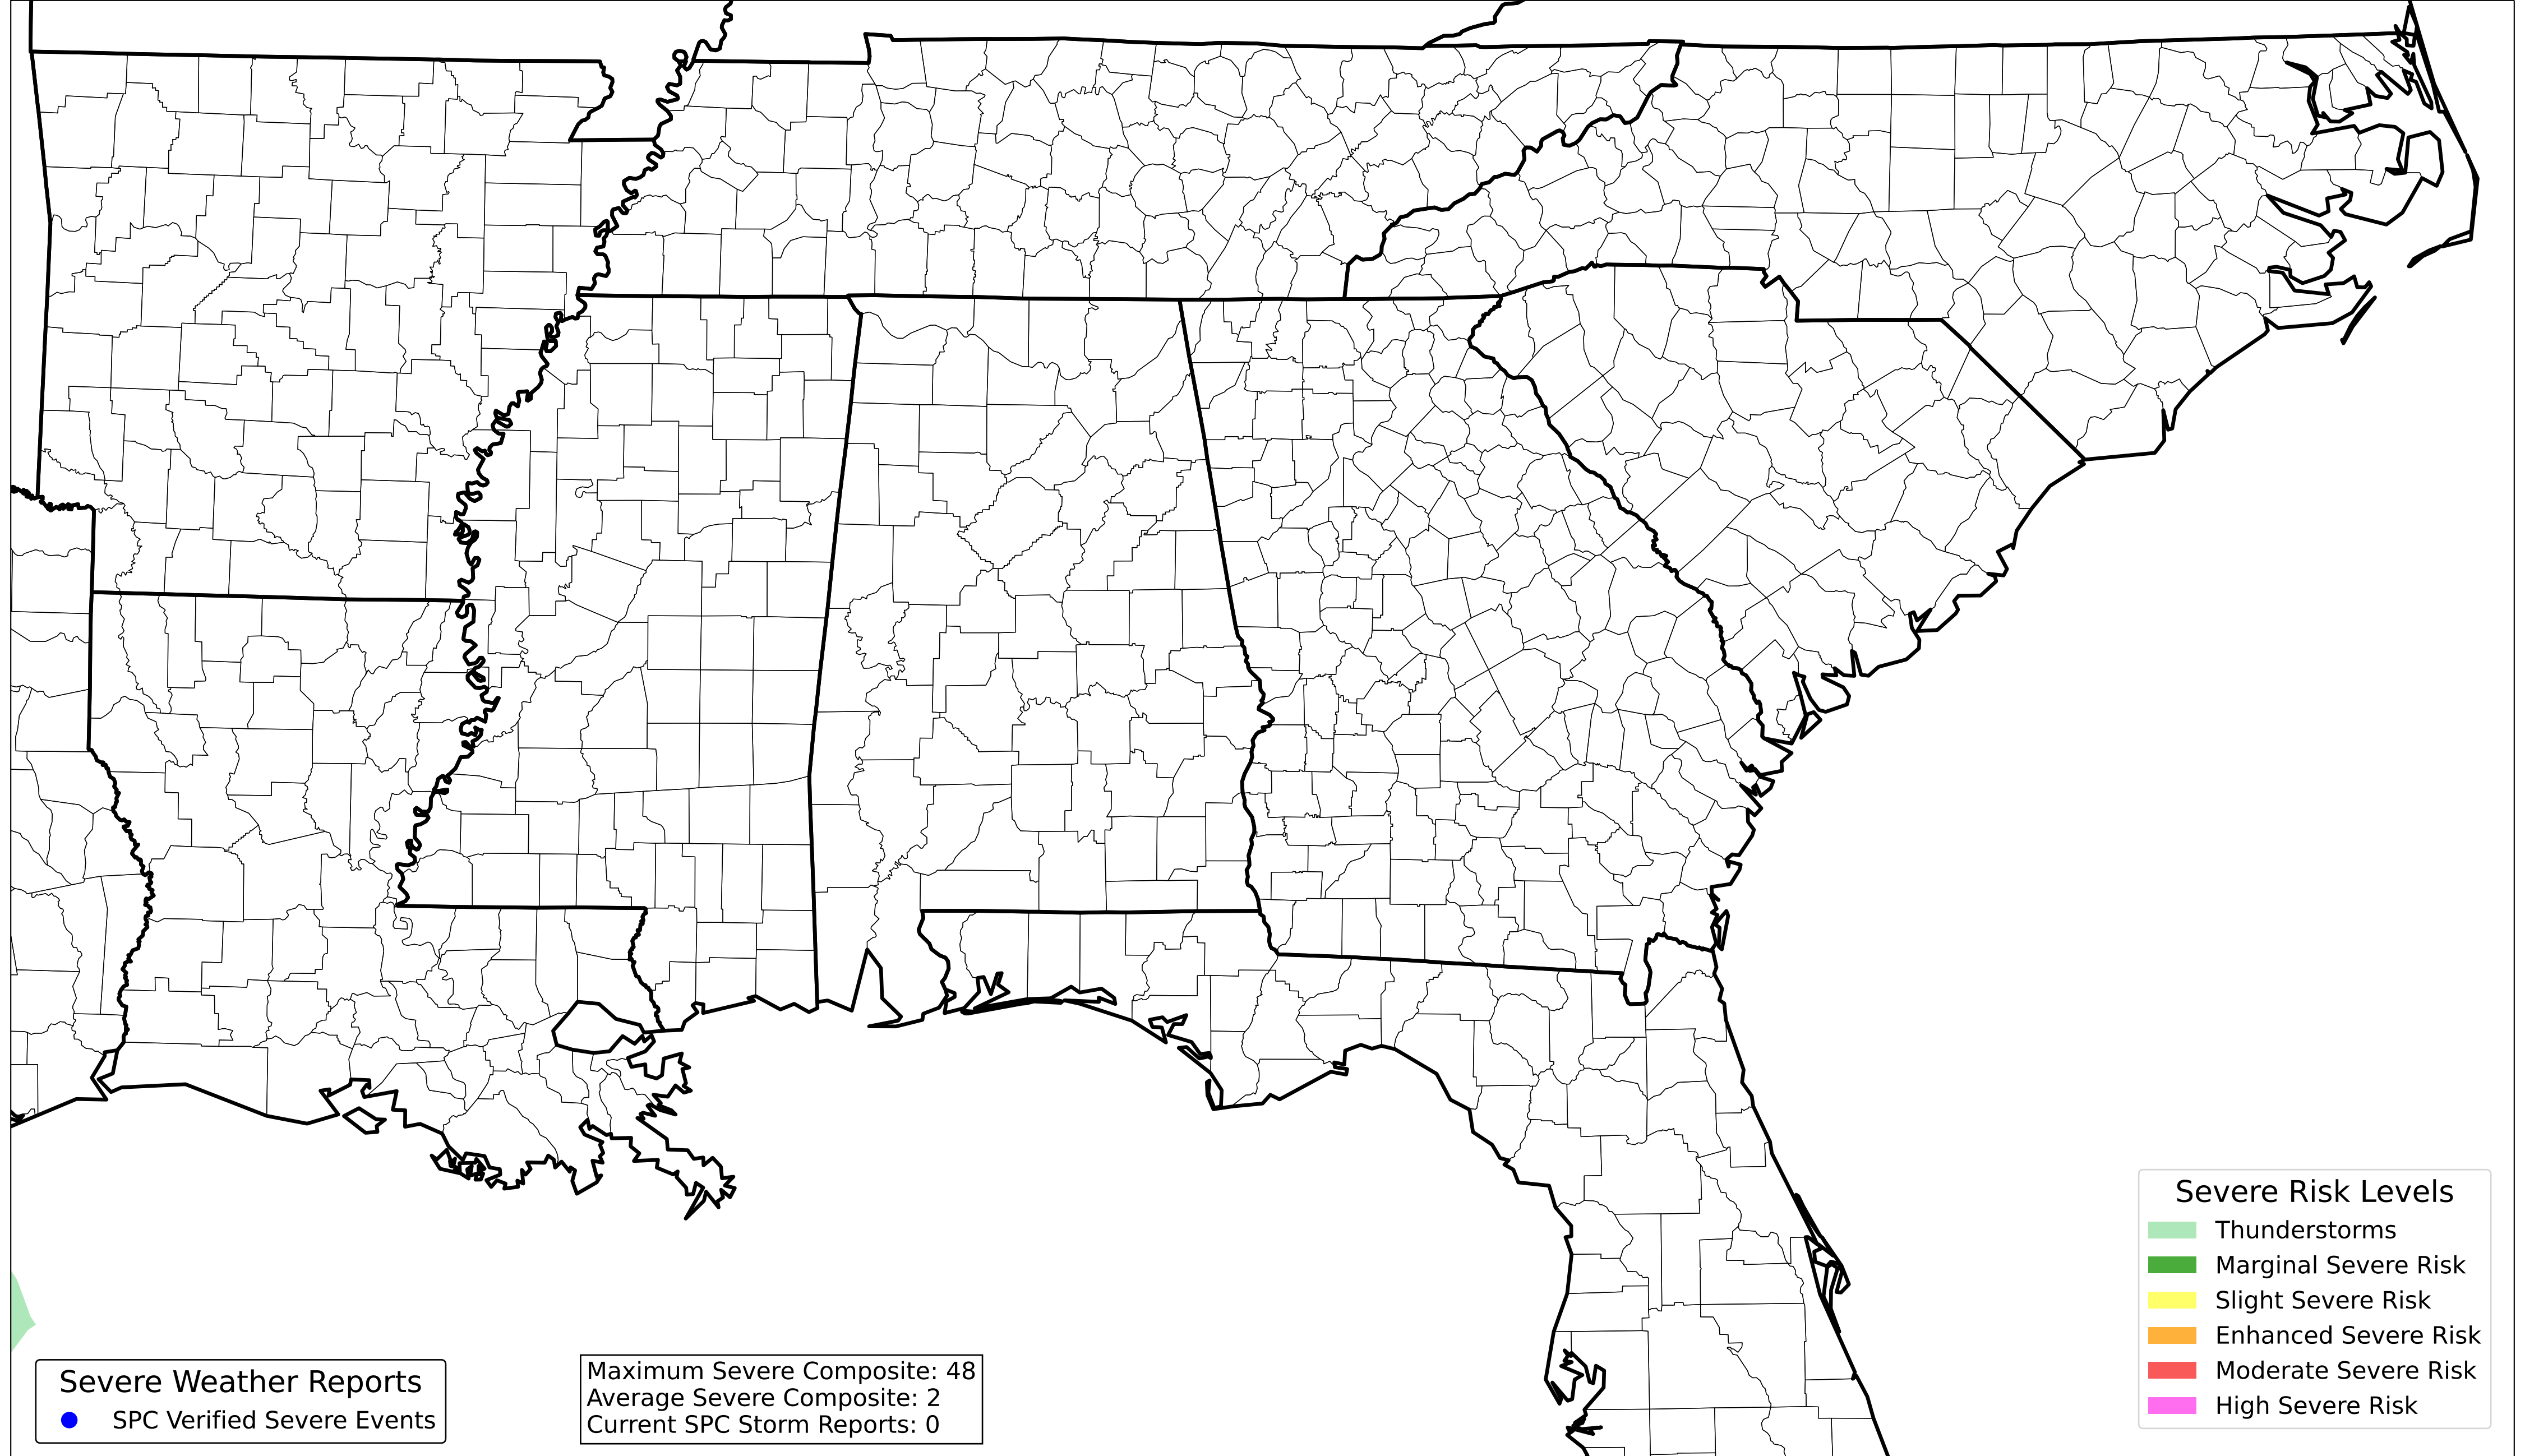 Severe Weather Reports
SPC Verified Severe Events
Maximum Severe Composite: 48
Average Severe Composite: 2
Current SPC Storm Reports: 0
Severe Risk Levels
Thunderstorms
Marginal Severe Risk
Slight Severe Risk
Enhanced Severe Risk
Moderate Severe Risk
High Severe Risk